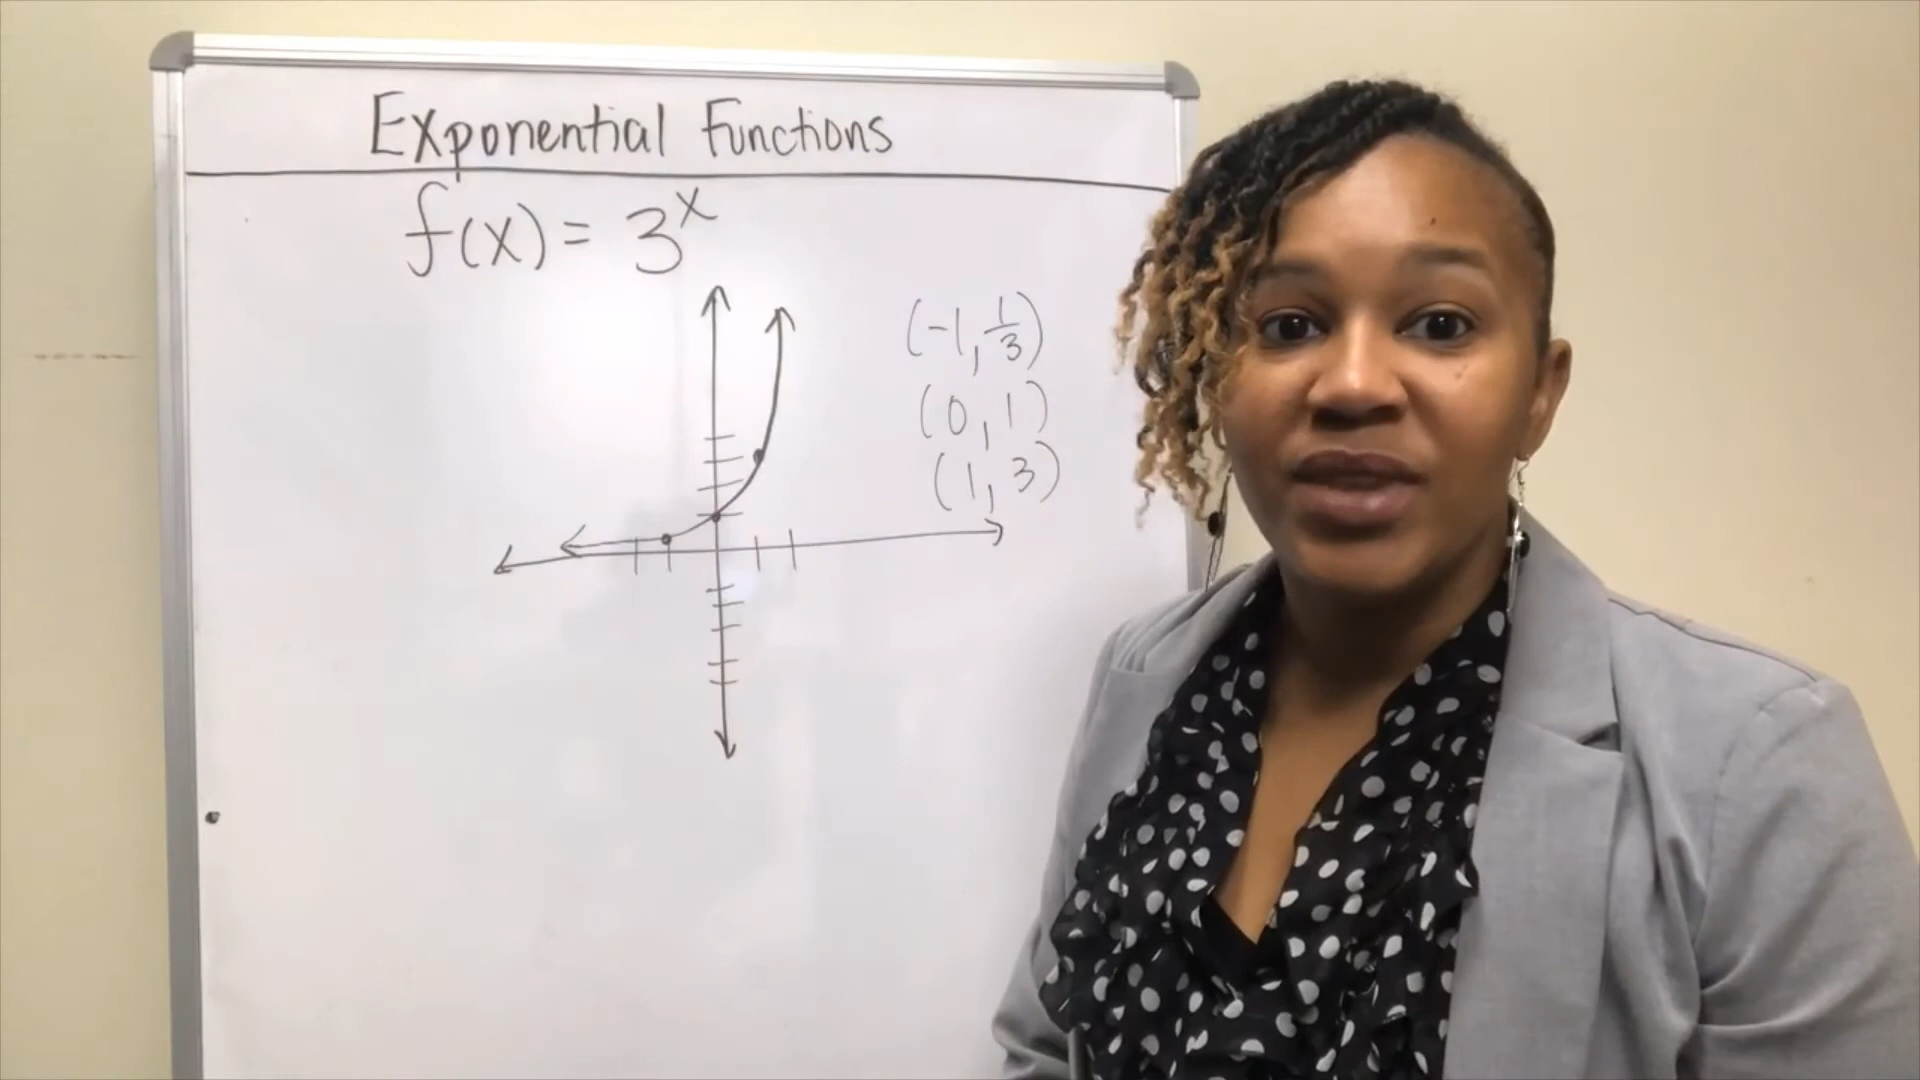 Exponential Functions
f(x) = 3^x
(-1, 1/3)
(0, 1)
(1, 3)